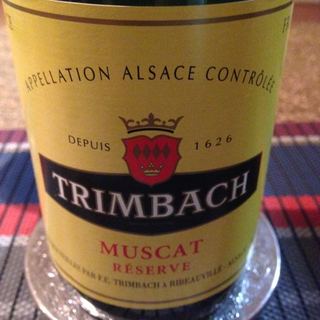 APPELLATION ALSACE CONTRÔLÉE
DEPUIS 1626
TRIMBACH
MUSCAT
RÉSERVE
PAR F.E. TRIMBACH à RIBEAUVILLÉ